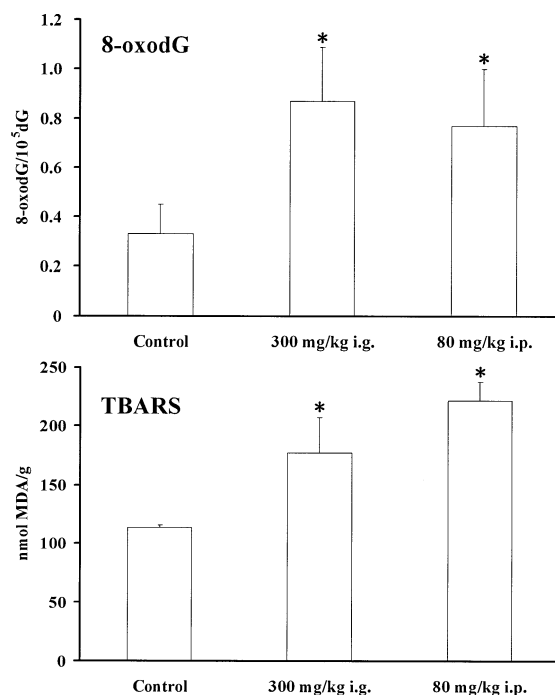 8-oxodG
8-oxodG/10^5dG
1.2
1.0
0.8
0.6
0.4
0.2
0
*
*
Control 300 mg/kg i.g. 80 mg/kg i.p.
TBARS
nmol MDA/g
250
200
150
100
50
0
*
*
Control 300 mg/kg i.g. 80 mg/kg i.p.